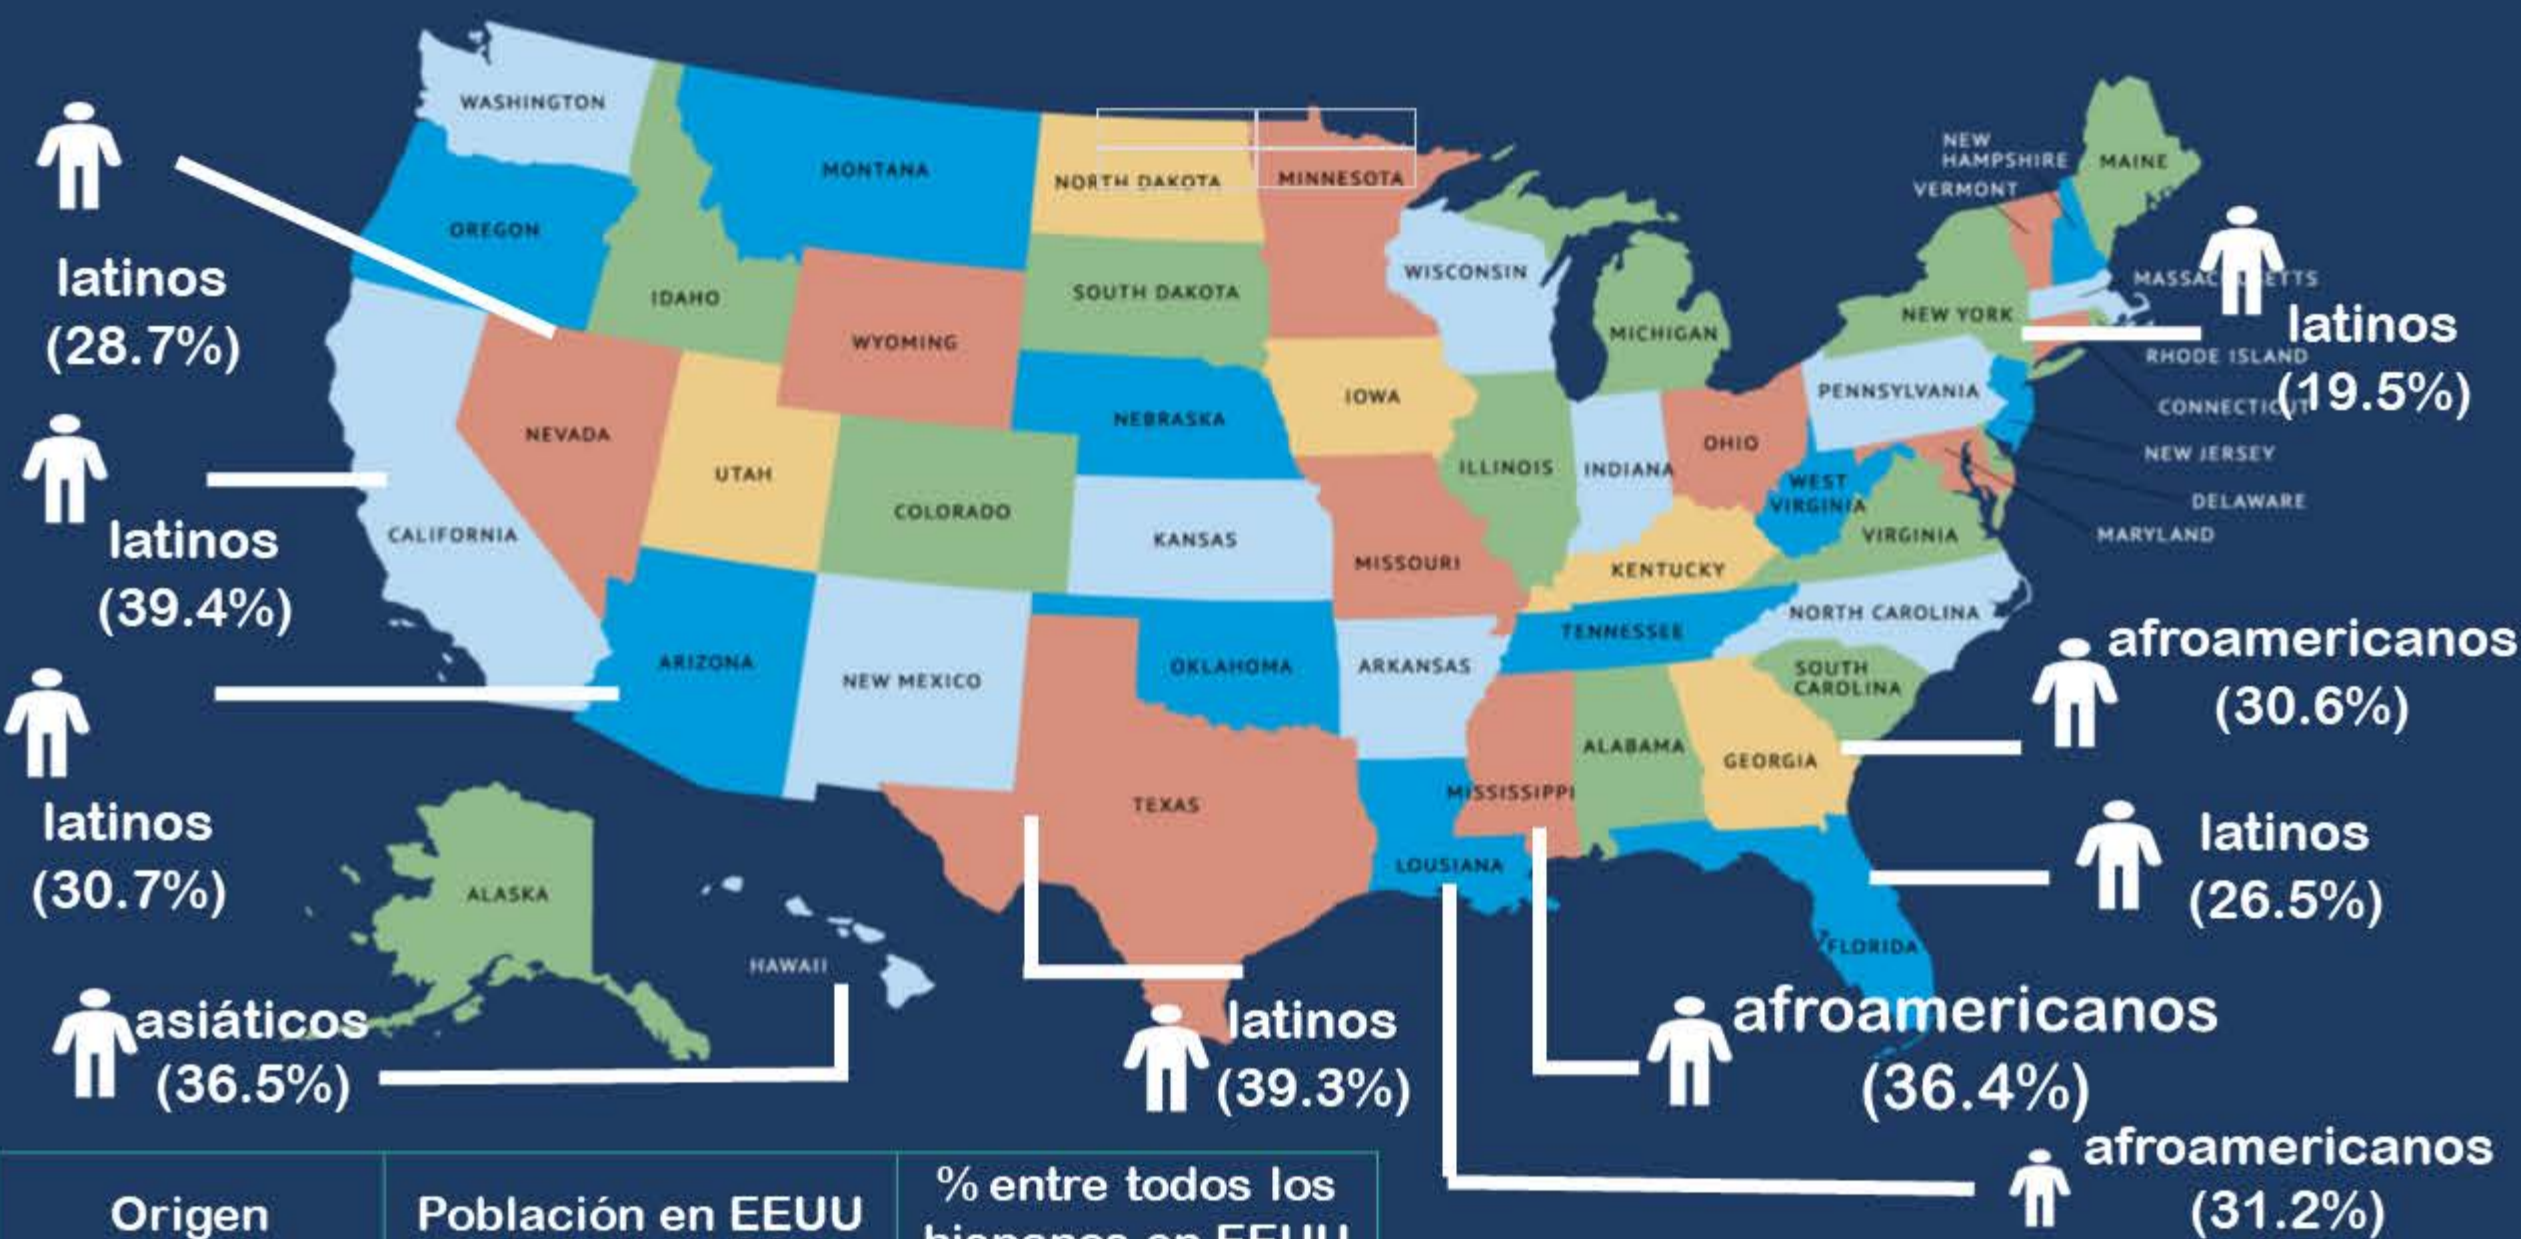 WASHINGTON
MONTANA
NORTH DAKOTA
MINNESOTA
NEW
HAMPSHIRE
MAINE
VERMONT
OREGON
IDAHO
WYOMING
SOUTH DAKOTA
WISCONSIN
MICHIGAN
NEW YORK
RHODE ISLAND
CONNECTICUT
NEW JERSEY
DELAWARE
MARYLAND
latinos
(28.7%)
latinos
(19.5%)
NEVADA
UTAH
COLORADO
NEBRASKA
IOWA
ILLINOIS
INDIANA
OHIO
PENNSYLVANIA
WEST
VIRGINIA
VIRGINIA
CALIFORNIA
KANSAS
MISSOURI
KENTUCKY
latinos
(39.4%)
ARIZONA
NEW MEXICO
OKLAHOMA
ARKANSAS
TENNESSEE
NORTH CAROLINA
SOUTH
CAROLINA
afroamericanos
(30.6%)
TEXAS
LOUSIANA
MISSISSIPPI
ALABAMA
GEORGIA
FLORIDA
latinos
(30.7%)
latinos
(26.5%)
ALASKA
HAWAII
asiáticos
(36.5%)
latinos
(39.3%)
afroamericanos
(36.4%)
afroamericanos
(31.2%)
Origen
Población en EEUU
% entre todos los
hispanos en EEUU